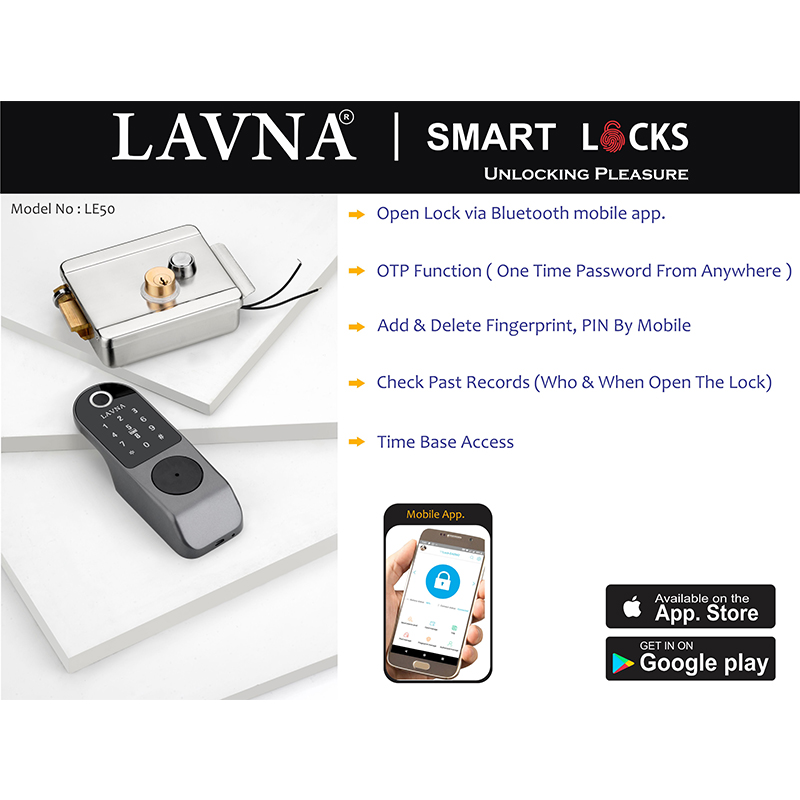 LAVNA® | SMART LOCKS
UNLOCKING PLEASURE
Model No : LE50
Open Lock via Bluetooth mobile app.
OTP Function ( One Time Password From Anywhere )
Add & Delete Fingerprint, PIN By Mobile
Check Past Records (Who & When Open The Lock)
Time Base Access
LAVNA
1 2 3
4 5 6
7 8 9
0
Mobile App.
Available on the
App. Store
GET IN ON
Google play